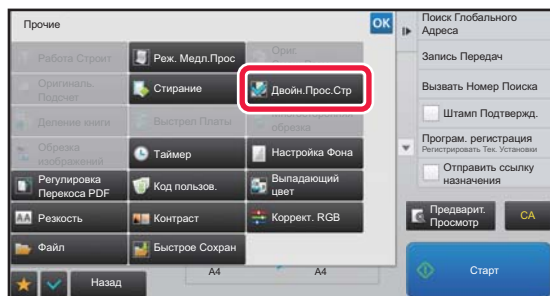 Прочие
OK
Работа Строит
Реж. Медл.Прос
Ориг.
Оригиналь.
Подсчет
Стирание
Двойн.Прос.Стр
Деление книги
Выстрел Платы
обрезка
Обрезка
изображений
Таймер
Настройка Фона
Регулировка
Перекоса PDF
Код пользов.
Выпадающий
цвет
Резкость
Контраст
Коррект. RGB
Файл
Быстрое Сохран
Назад
A4
A4
Поиск Глобального
Адреса
Запись Передач
Вызвать Номер Поиска
Штамп Подтвержд.
Програм. регистрация
Регистрировать Тек. Установки
Отправить ссылку
назначения
Предварит.
Просмотр
CA
Старт